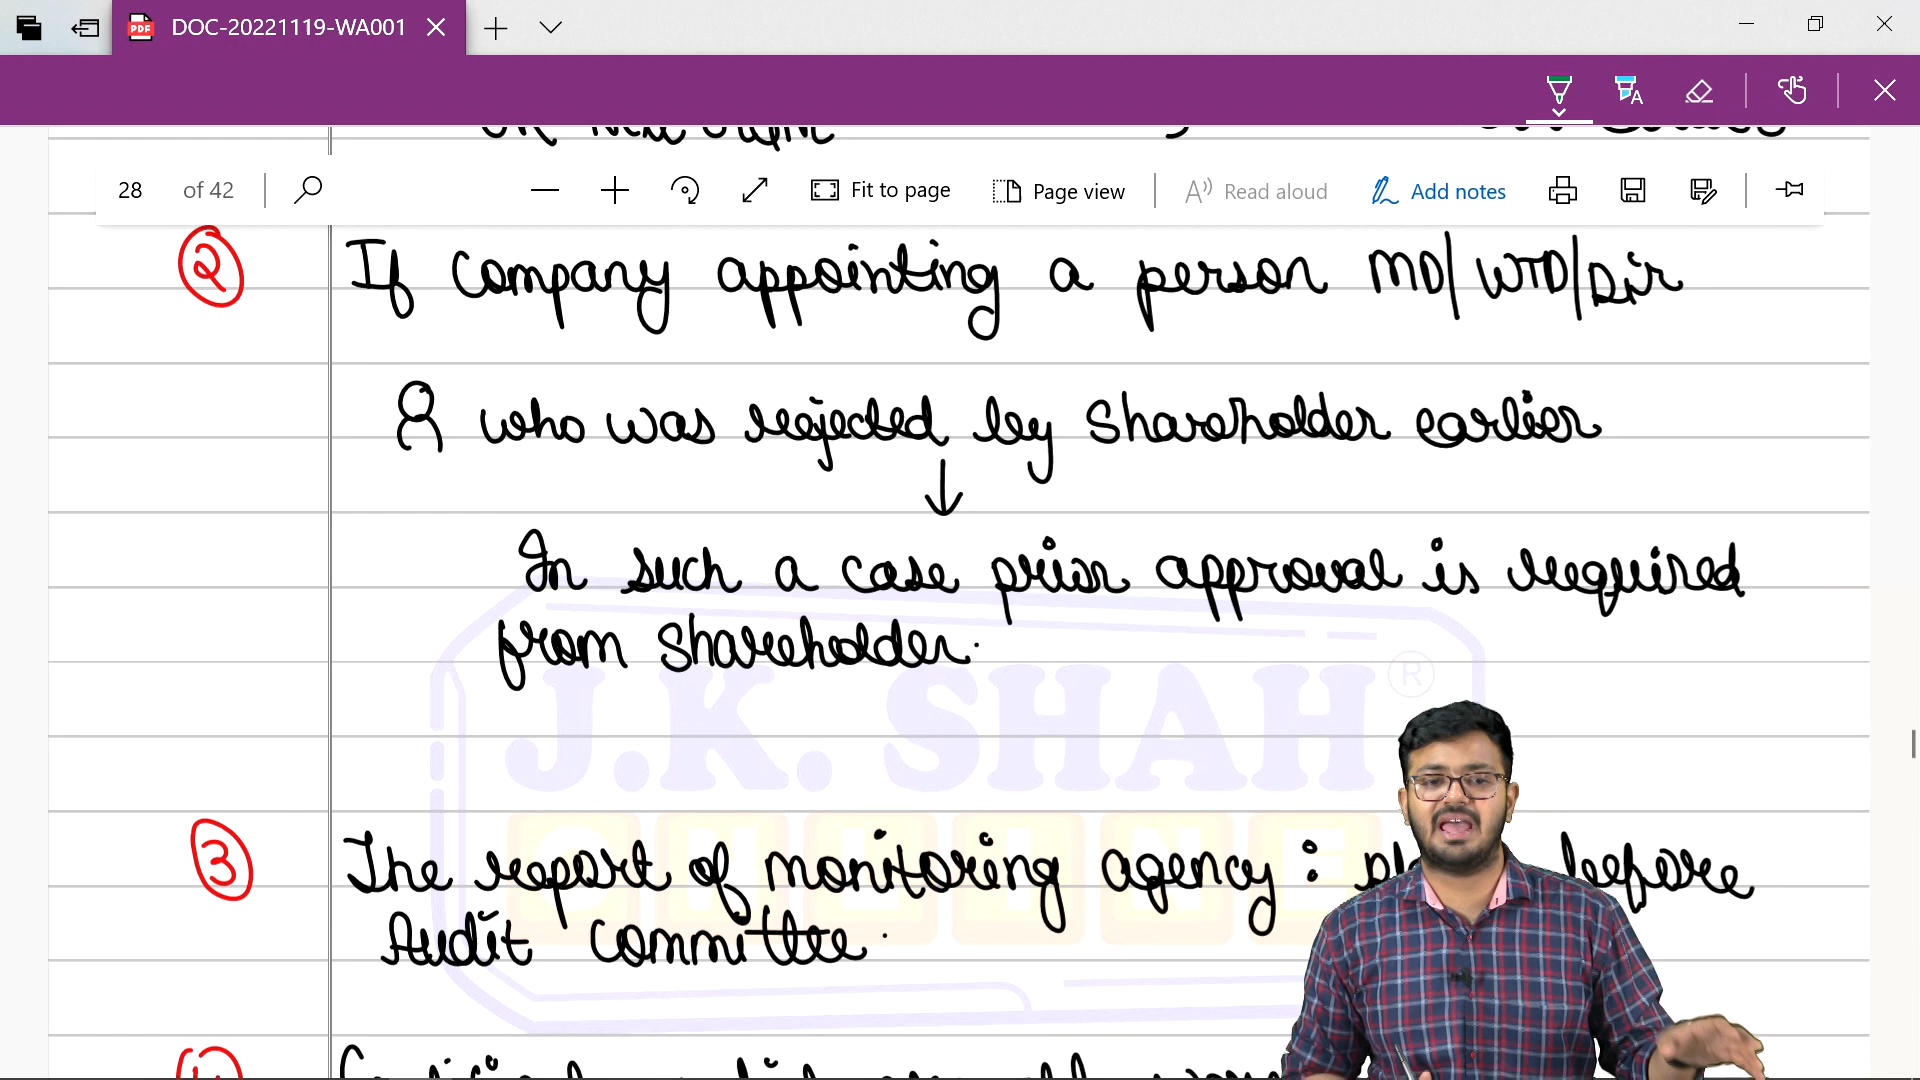 DOC-20221119-WA001
28 of 42
Fit to page
Page view
Read aloud
Add notes
② If company appointing a person MD/WTD/Dir
who was rejected by Shareholder earlier
In such a case prior approval is required
from Shareholder.
J.K. SHAH®
ONLINE
③ The report of monitoring agency : before
Audit committee.